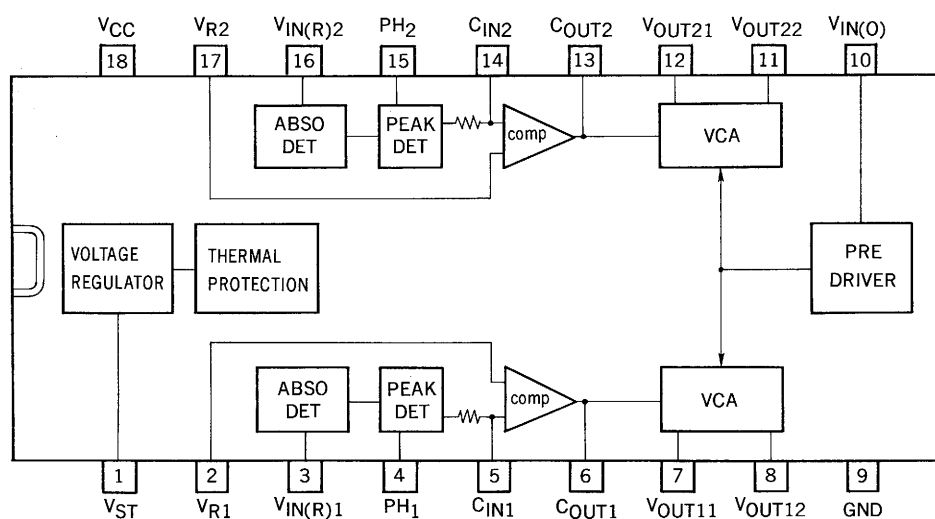 VCC VR2 VIN(R)2 PH2 CIN2 COUT2 VOUT21 VOUT22 VIN(O)
18 17 16 15 14 13 12 11 10
ABSO DET
PEAK DET
comp
VCA
VOLTAGE REGULATOR
THERMAL PROTECTION
PRE DRIVER
ABSO DET
PEAK DET
comp
VCA
1 2 3 4 5 6 7 8 9
VST VR1 VIN(R)1 PH1 CIN1 COUT1 VOUT11 VOUT12 GND